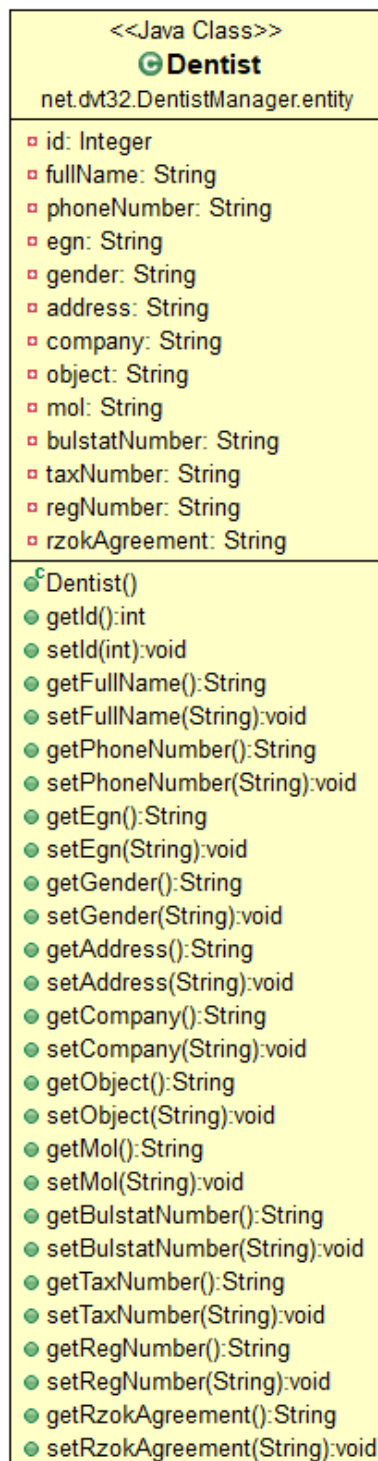 <<Java Class>>
Dentist
net.dvt32.DentistManager.entity
id: Integer
fullName: String
phoneNumber: String
egn: String
gender: String
address: String
company: String
object: String
mol: String
bulstatNumber: String
taxNumber: String
regNumber: String
rzokAgreement: String
Dentist()
getId():int
setId(int):void
getFullName():String
setFullName(String):void
getPhoneNumber():String
setPhoneNumber(String):void
getEgn():String
setEgn(String):void
getGender():String
setGender(String):void
getAddress():String
setAddress(String):void
getCompany():String
setCompany(String):void
getObject():String
setObject(String):void
getMol():String
setMol(String):void
getBulstatNumber():String
setBulstatNumber(String):void
getTaxNumber():String
setTaxNumber(String):void
getRegNumber():String
setRegNumber(String):void
getRzokAgreement():String
setRzokAgreement(String):void